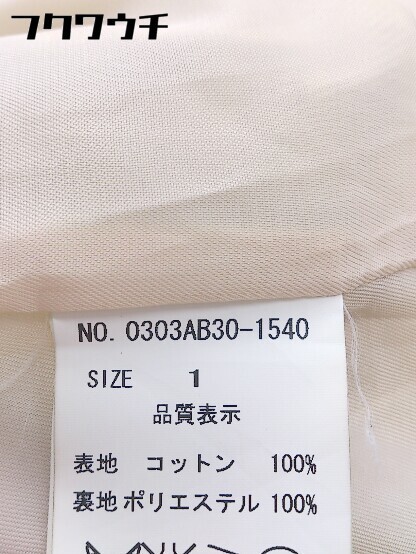 フクワウチ
NO. 0303AB30-1540
SIZE 1
品質表示
表地 コットン 100%
裏地 ポリエステル 100%